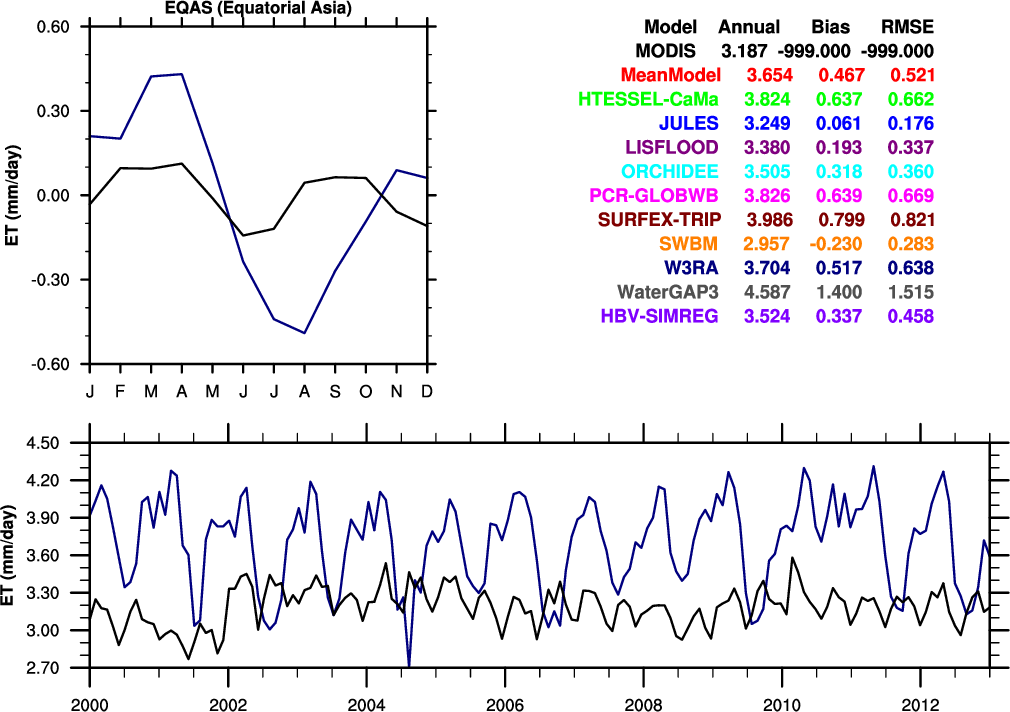 EQAS (Equatorial Asia)
0.60
0.30
0.00
-0.30
-0.60
ET (mm/day)
J F M A M J J A S O N D
Model Annual Bias RMSE
MODIS 3.187 -999.000 -999.000
MeanModel 3.654 0.467 0.521
HTESSEL-CaMa 3.824 0.637 0.662
JULES 3.249 0.061 0.176
LISFLOOD 3.380 0.193 0.337
ORCHIDEE 3.505 0.318 0.360
PCR-GLOBWB 3.826 0.639 0.669
SURFEX-TRIP 3.986 0.799 0.821
SWBM 2.957 -0.230 0.283
W3RA 3.704 0.517 0.638
WaterGAP3 4.587 1.400 1.515
HBV-SIMREG 3.524 0.337 0.458
4.50
4.20
3.90
3.60
3.30
3.00
2.70
ET (mm/day)
2000 2002 2004 2006 2008 2010 2012